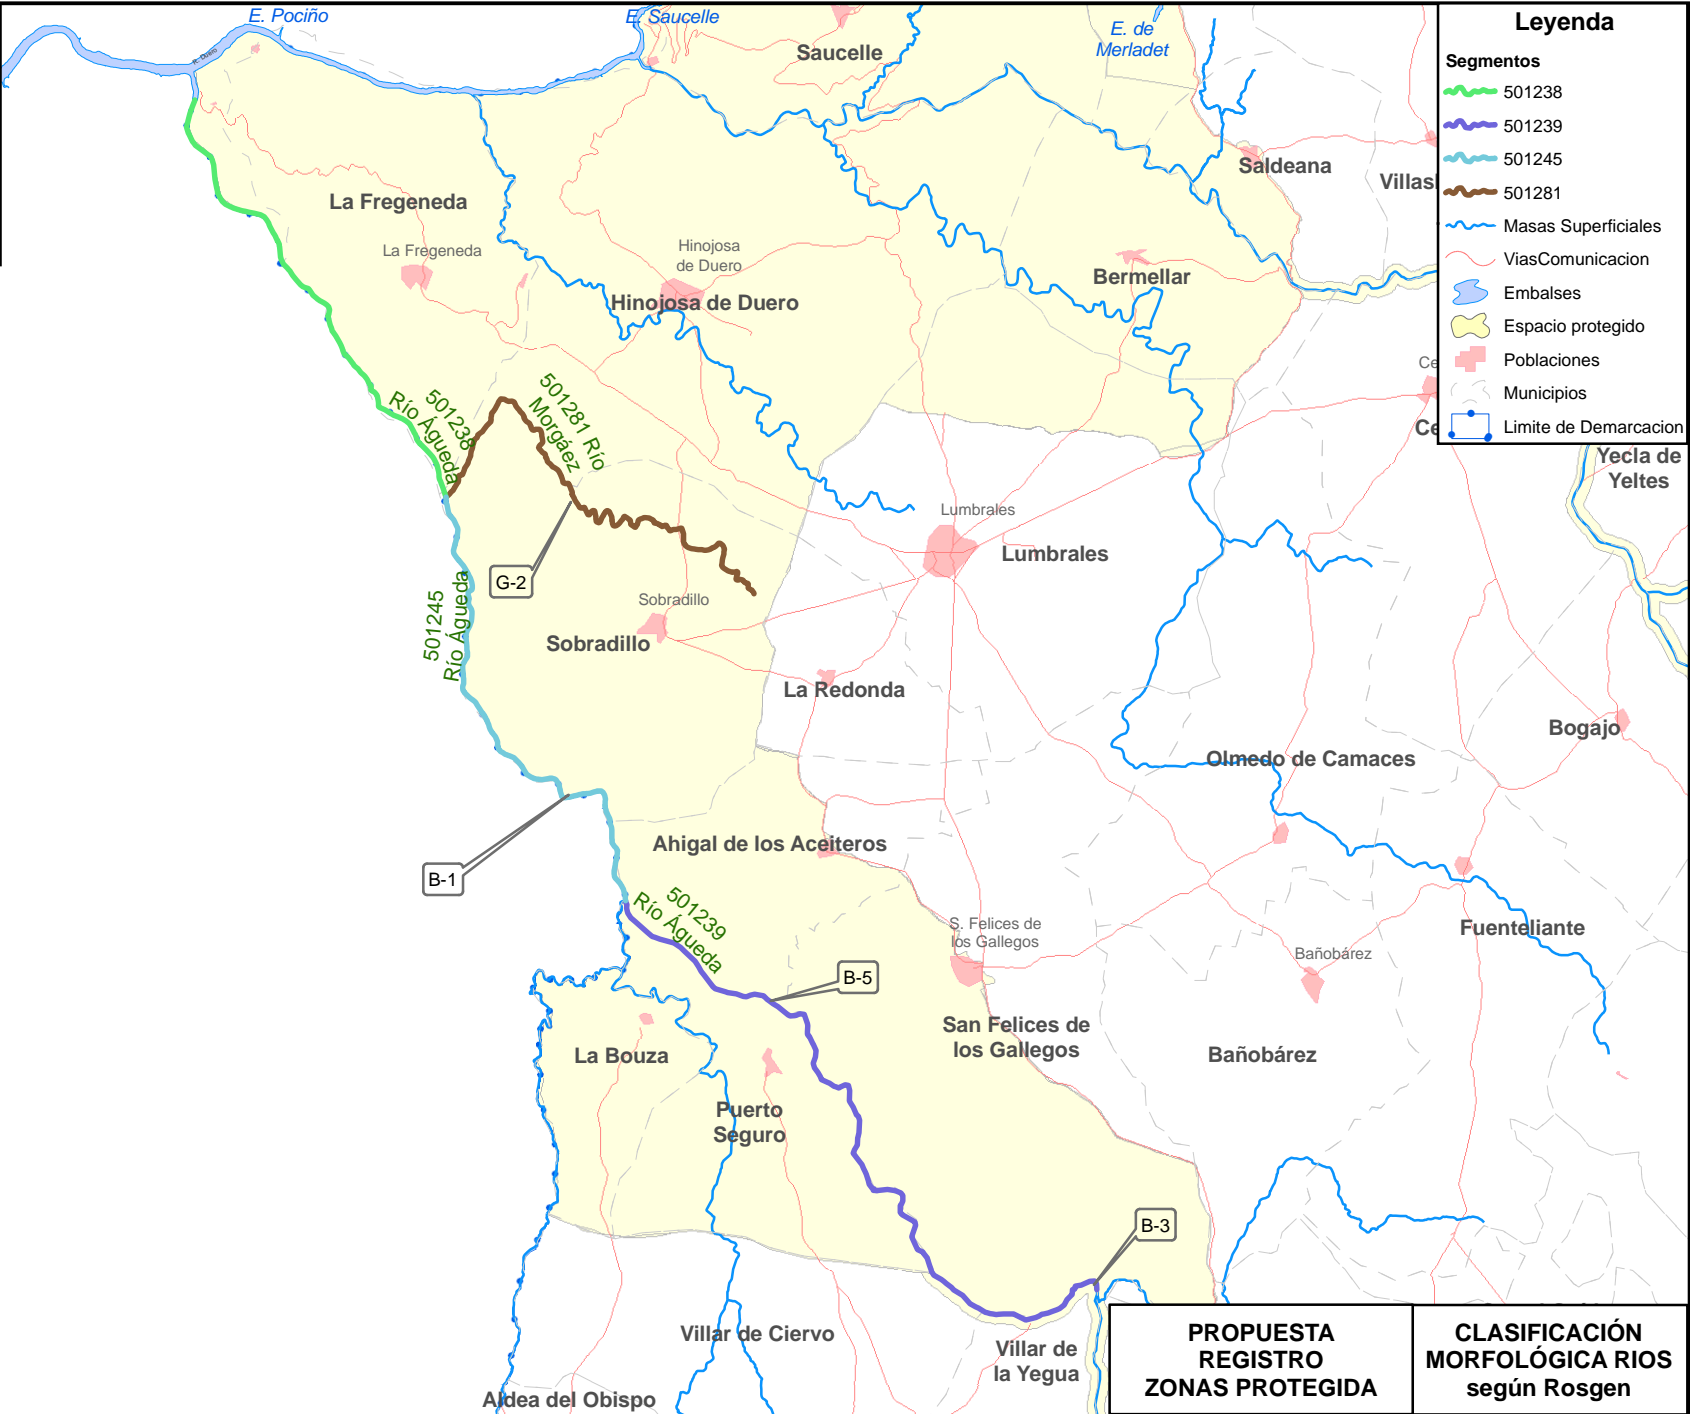 E. Pociño
E. Saucelle
R. Duero
Saucelle
E. de
Merladet
Leyenda
Segmentos
501238
501239
501245
501281
Masas Superficiales
ViasComunicacion
Embalses
Espacio protegido
Poblaciones
Municipios
Limite de Demarcacion
Saldeana
La Fregeneda
La Fregeneda
Hinojosa
de Duero
Hinojosa de Duero
Bermellar
501238
Río Águeda
501281 Río
Morgáez
Yecla de
Yeltes
Lumbrales
Lumbrales
G-2
501245
Río Águeda
Sobradillo
Sobradillo
La Redonda
Bogajo
Olmedo de Camaces
Ahigal de los Aceiteros
B-1
501239
Río Águeda
S. Felices de
los Gallegos
Fuenteliante
Bañobárez
B-5
San Felices de
los Gallegos
La Bouza
Bañobárez
Puerto
Seguro
B-3
Villar de Ciervo
Villar de
la Yegua
Aldea del Obispo
PROPUESTA
REGISTRO
ZONAS PROTEGIDA
CLASIFICACIÓN
MORFOLÓGICA RIOS
según Rosgen